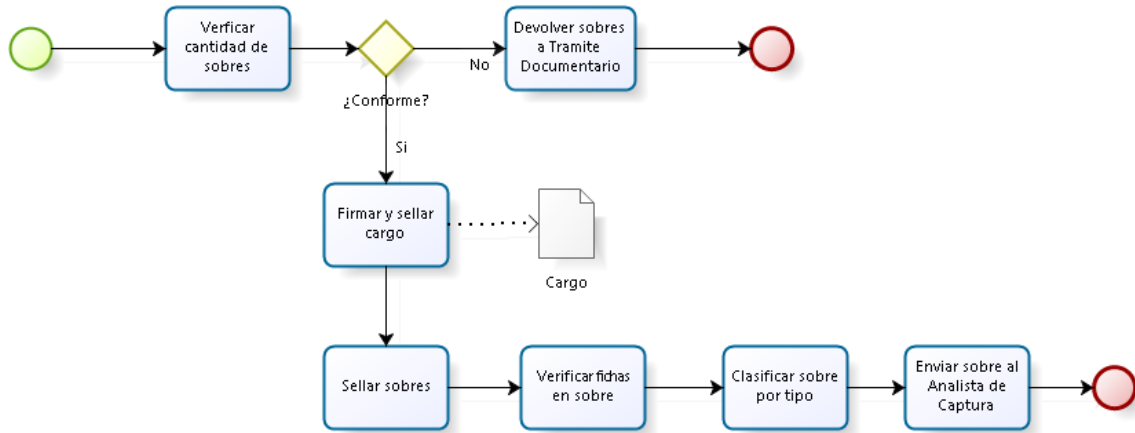 Verficar
cantidad de
sobres
Devolver sobres
a Tramite
Documentario
No
¿Conforme?
Si
Firmar y sellar
cargo
Cargo
Sellar sobres
Verificar fichas
en sobre
Clasificar sobre
por tipo
Enviar sobre al
Analista de
Captura